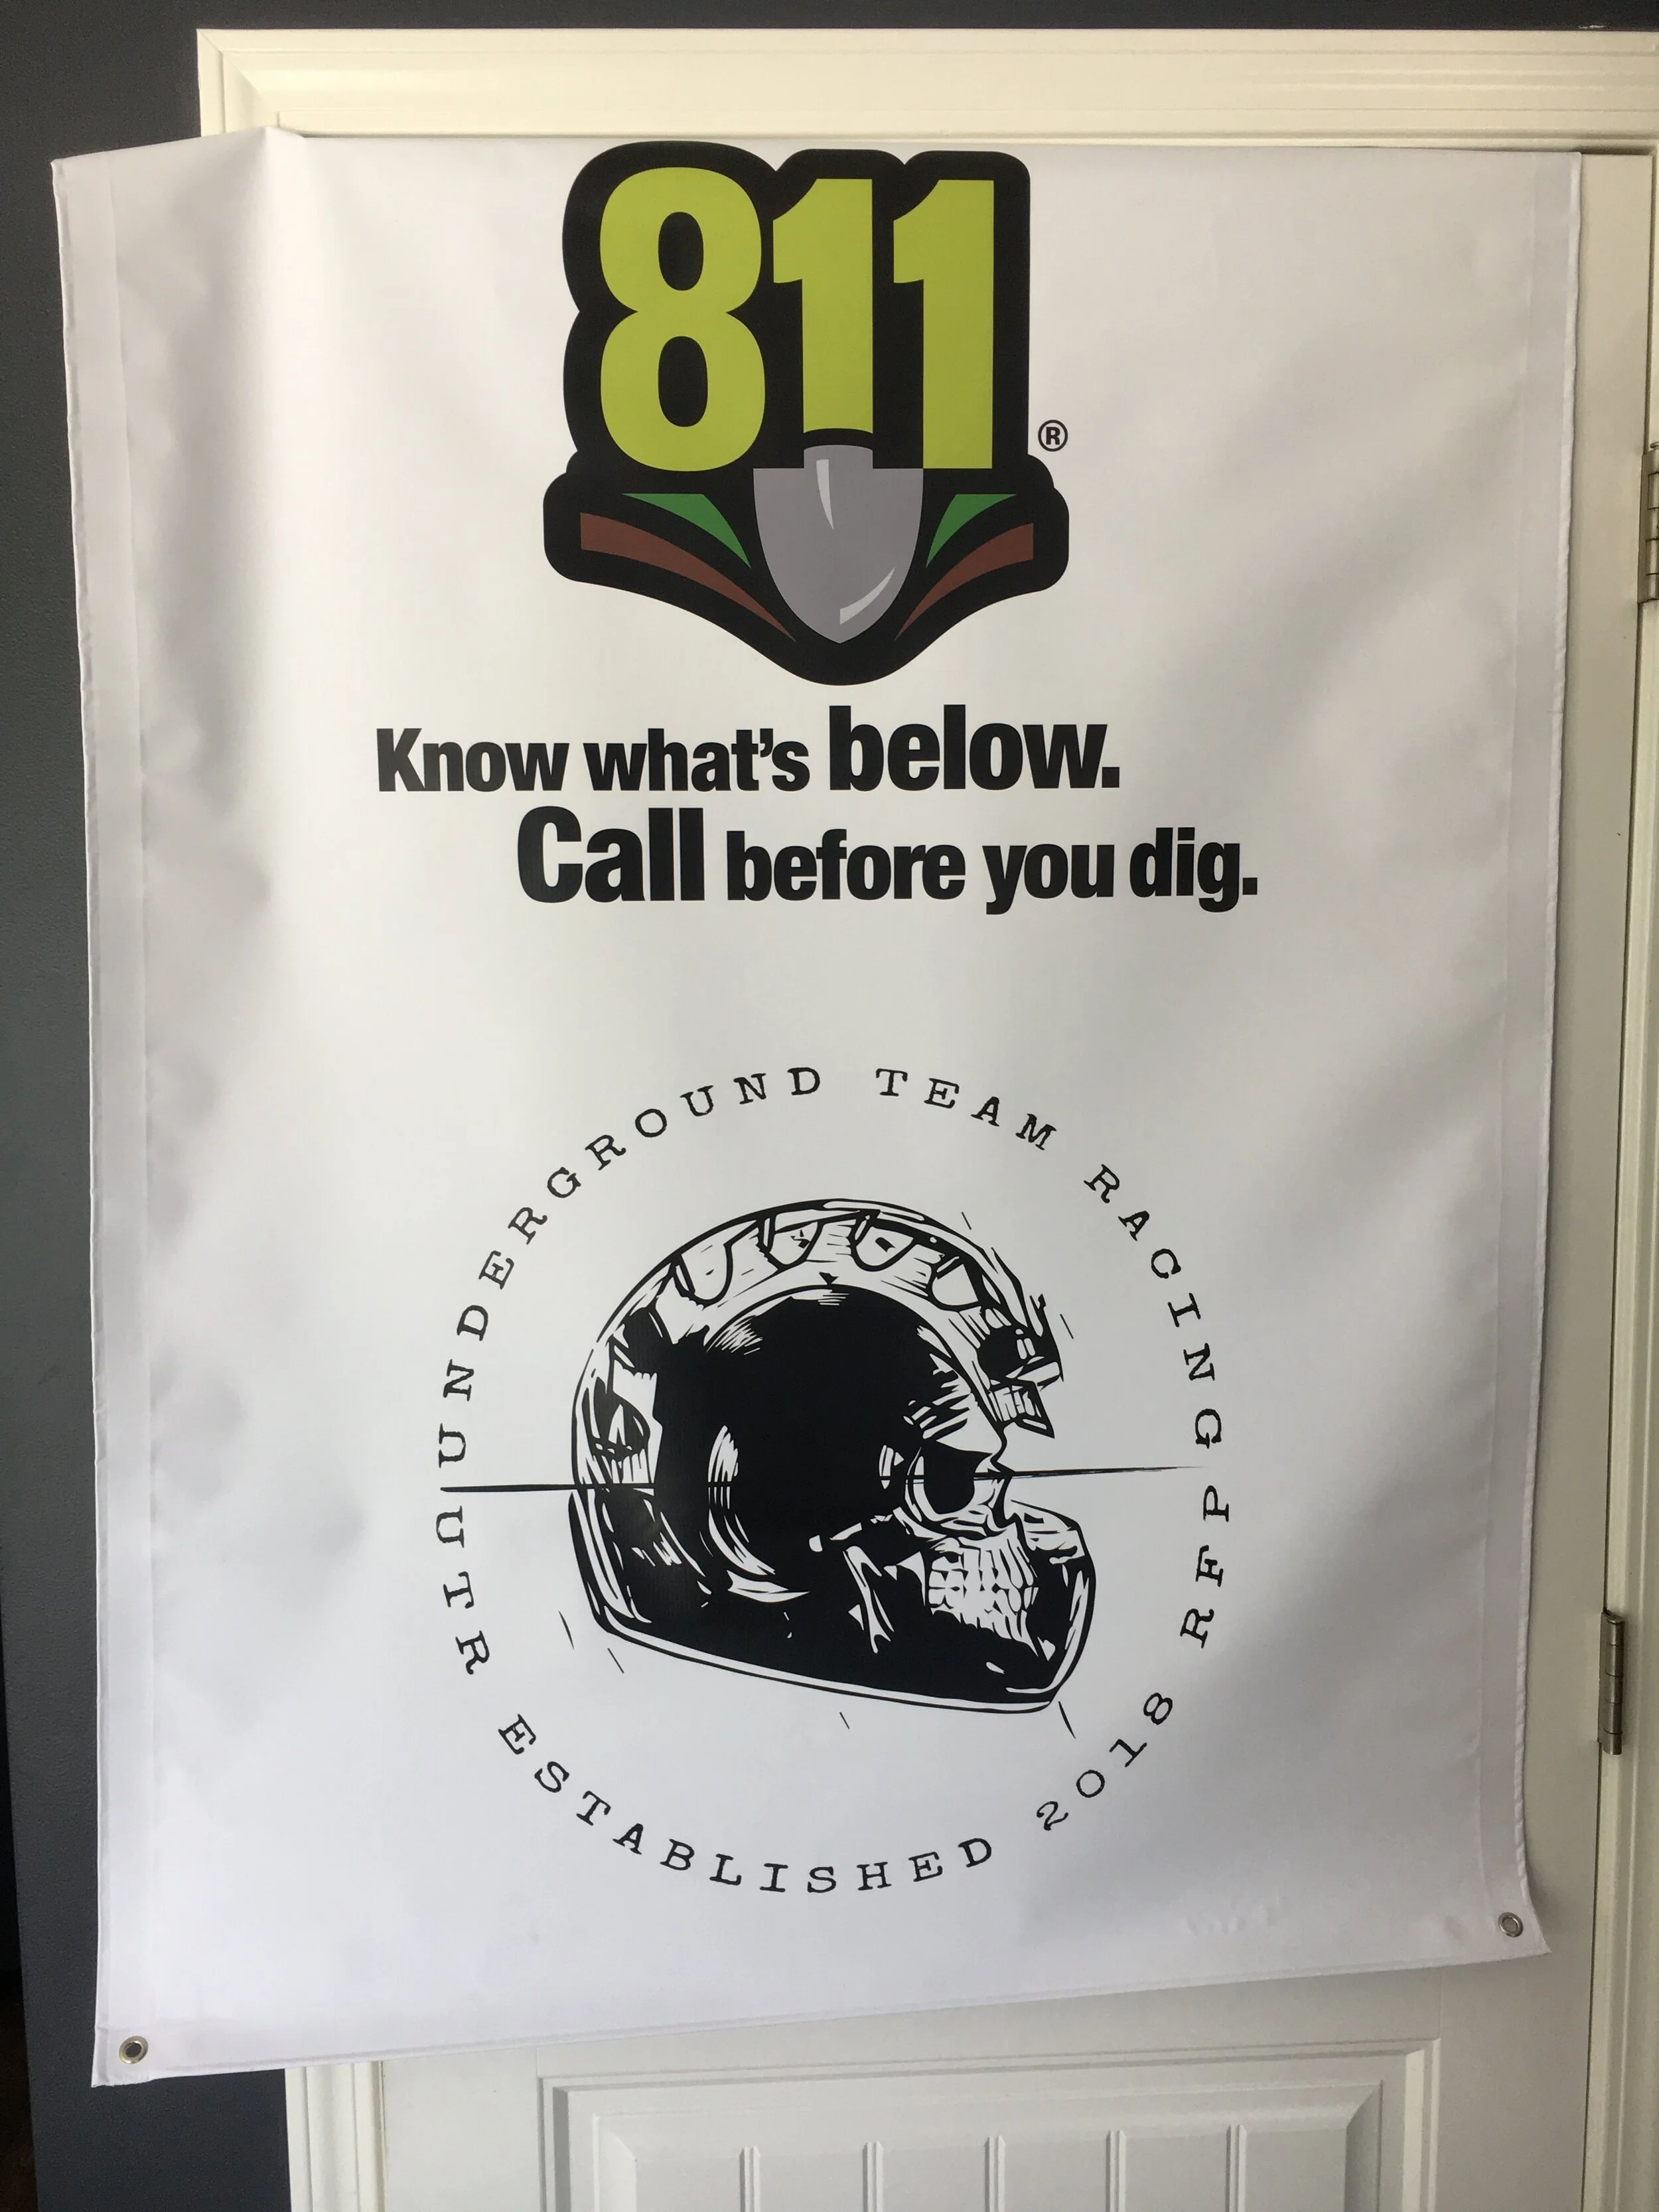 811
®
Know what's below.
Call before you dig.
UNDERGROUND TEAM RACING
UTR ESTABLISHED 2018 RFP